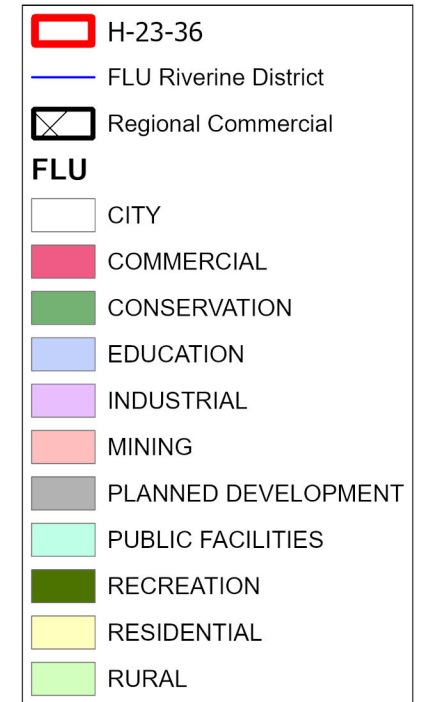 H-23-36
FLU Riverine District
Regional Commercial
FLU
CITY
COMMERCIAL
CONSERVATION
EDUCATION
INDUSTRIAL
MINING
PLANNED DEVELOPMENT
PUBLIC FACILITIES
RECREATION
RESIDENTIAL
RURAL